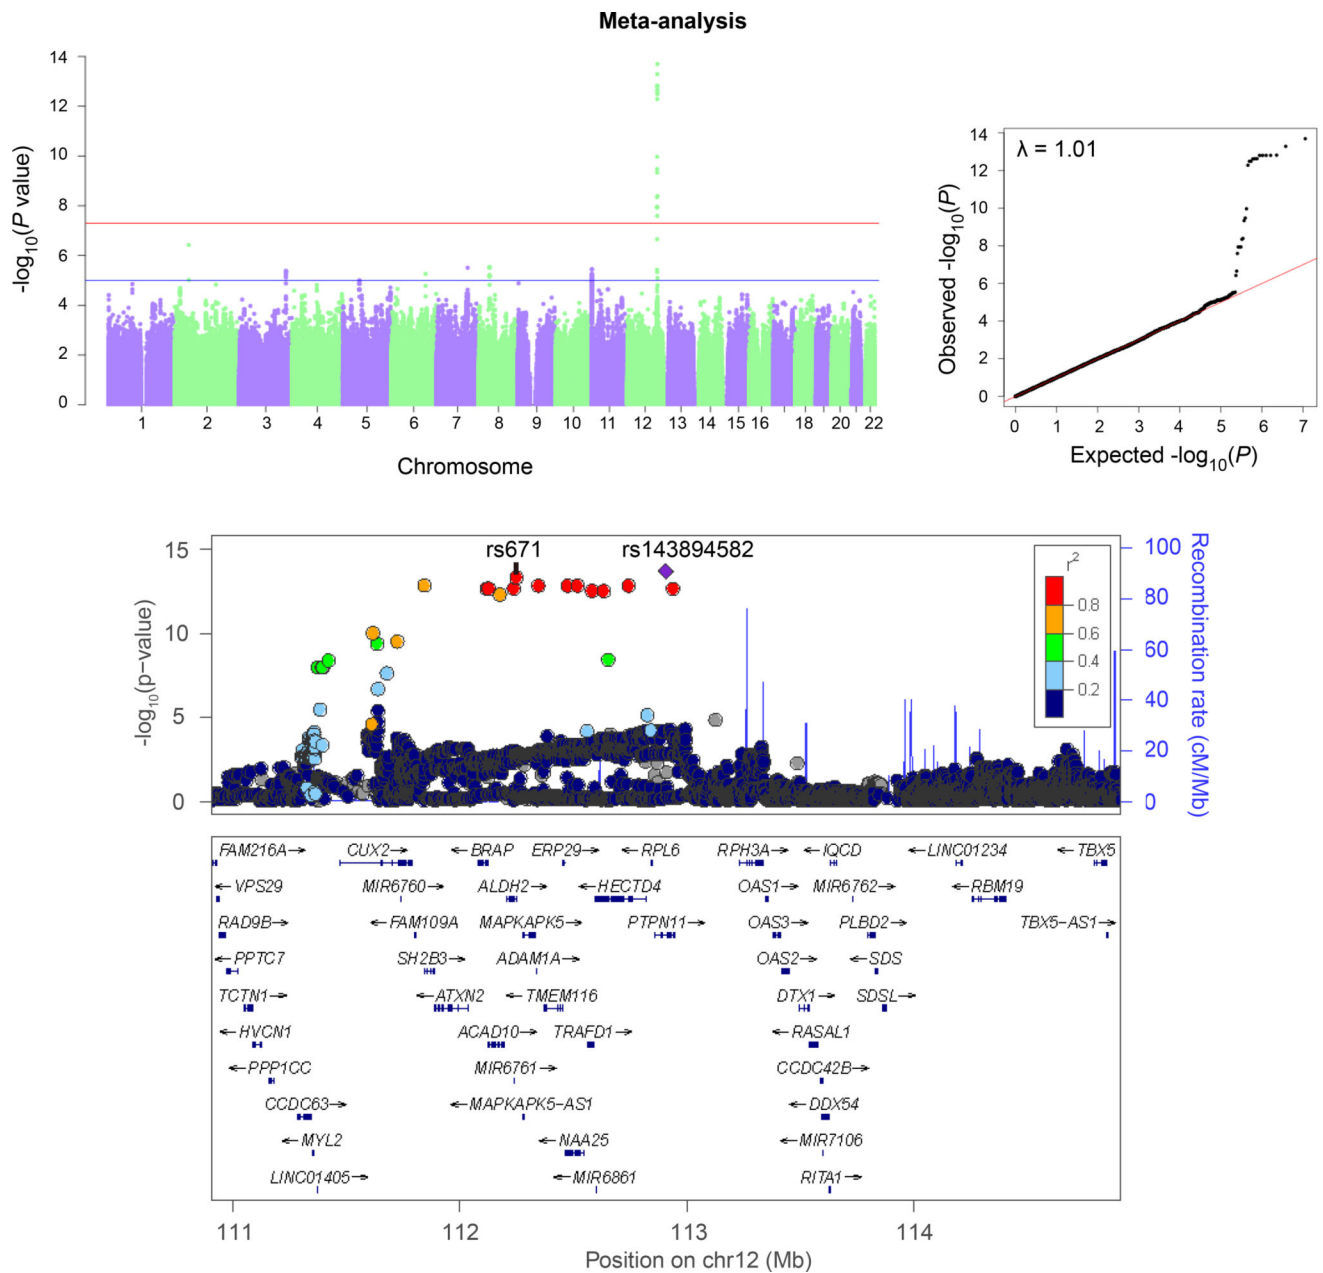 Meta-analysis
-log10(P value)
14
12
10
8
6
4
2
0
1 2 3 4 5 6 7 8 9 10 11 12 13 14 15 16 18 20 22
Chromosome
λ = 1.01
Observed -log10(P)
14
12
10
8
6
4
2
0
0 1 2 3 4 5 6 7
Expected -log10(P)
rs671 rs143894582
-log10(p−value)
15
10
5
0
r2
0.8
0.6
0.4
0.2
100
80
60
40
20
0
Recombination rate (cM/Mb)
FAM216A→ CUX2→ ←BRAP ERP29→ ←RPL6 RPH3A→ ←IQCD ←LINC01234 ←TBX5
←VPS29 MIR6760→ ALDH2→ ←HECTD4 OAS1→ MIR6762→ ←RBM19
RAD9B→ ←FAM109A MAPKAPK5→ PTPN11→ OAS3→ PLBD2→ TBX5−AS1→
←PPTC7 SH2B3→ ADAM1A→ OAS2→ ←SDS
TCTN1→ ←ATXN2 ←TMEM116 DTX1→ SDSL→
←HVCN1 ACAD10→ TRAFD1→ ←RASAL1
←PPP1CC MIR6761→ CCDC42B→
CCDC63→ ←MAPKAPK5−AS1 ←DDX54
←MYL2 ←NAA25 ←MIR7106
LINC01405→ ←MIR6861 RITA1→
111 112 113 114
Position on chr12 (Mb)